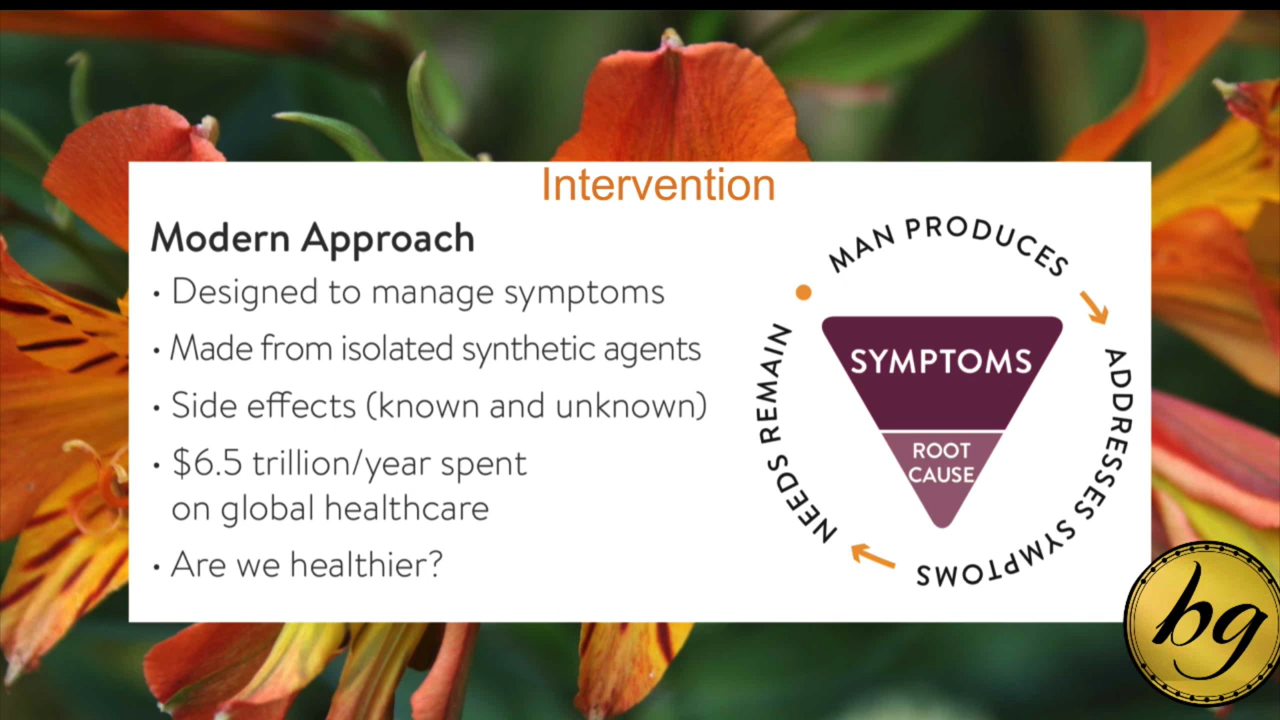 Intervention
Modern Approach
• Designed to manage symptoms
• Made from isolated synthetic agents
• Side effects (known and unknown)
• $6.5 trillion/year spent
on global healthcare
• Are we healthier?
MAN PRODUCES
ADDRESSES SYMPTOMS
NEEDS REMAIN
SYMPTOMS
ROOT
CAUSE
bg